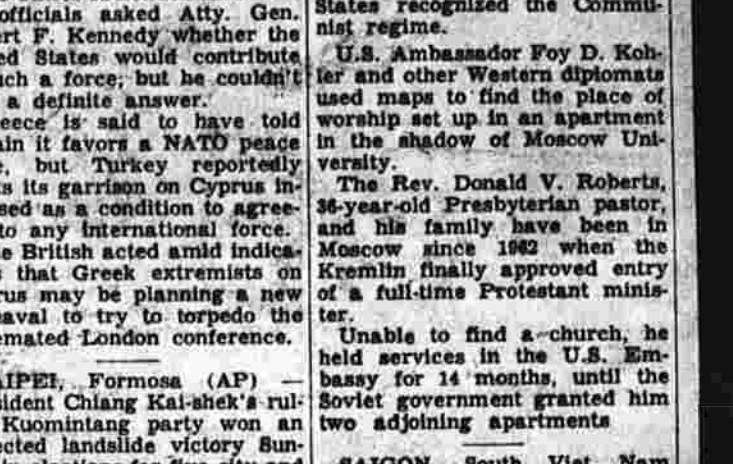 officials asked Atty. Gen.
ert F. Kennedy whether the
ed States would contribute
uch a force, but he couldn't
a definite answer.
eece is said to have told
ain it favors a NATO peace
, but Turkey reportedly
ts its garrison on Cyprus in-
sed as a condition to agree-
to any international force.
e British acted amid indica-
s that Greek extremists on
rus may be planning a new
eaval to try to torpedo the
emated London conference.
AIPEI, Formosa (AP) —
sident Chiang Kai-shek's rul-
Kuomintang party won an
ected landslide victory Sun-
States recognized the Commu-
nist regime.
U.S. Ambassador Foy D. Koh-
ler and other Western diplomats
used maps to find the place of
worship set up in an apartment
in the shadow of Moscow Uni-
versity.
The Rev. Donald V. Roberts,
36-year-old Presbyterian pastor,
and his family have been in
Moscow since 1962 when the
Kremlin finally approved entry
of a full-time Protestant minis-
ter.
Unable to find a church, he
held services in the U.S. Em-
bassy for 14 months, until the
Soviet government granted him
two adjoining apartments
SAIGON, South Viet Nam